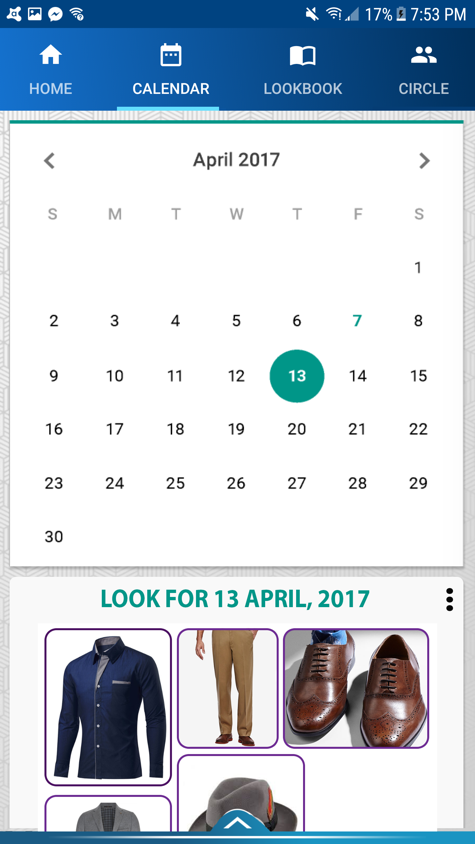 17% 7:53 PM
HOME CALENDAR LOOKBOOK CIRCLE
April 2017
S M T W T F S
1
2 3 4 5 6 7 8
9 10 11 12 13 14 15
16 17 18 19 20 21 22
23 24 25 26 27 28 29
30
LOOK FOR 13 APRIL, 2017